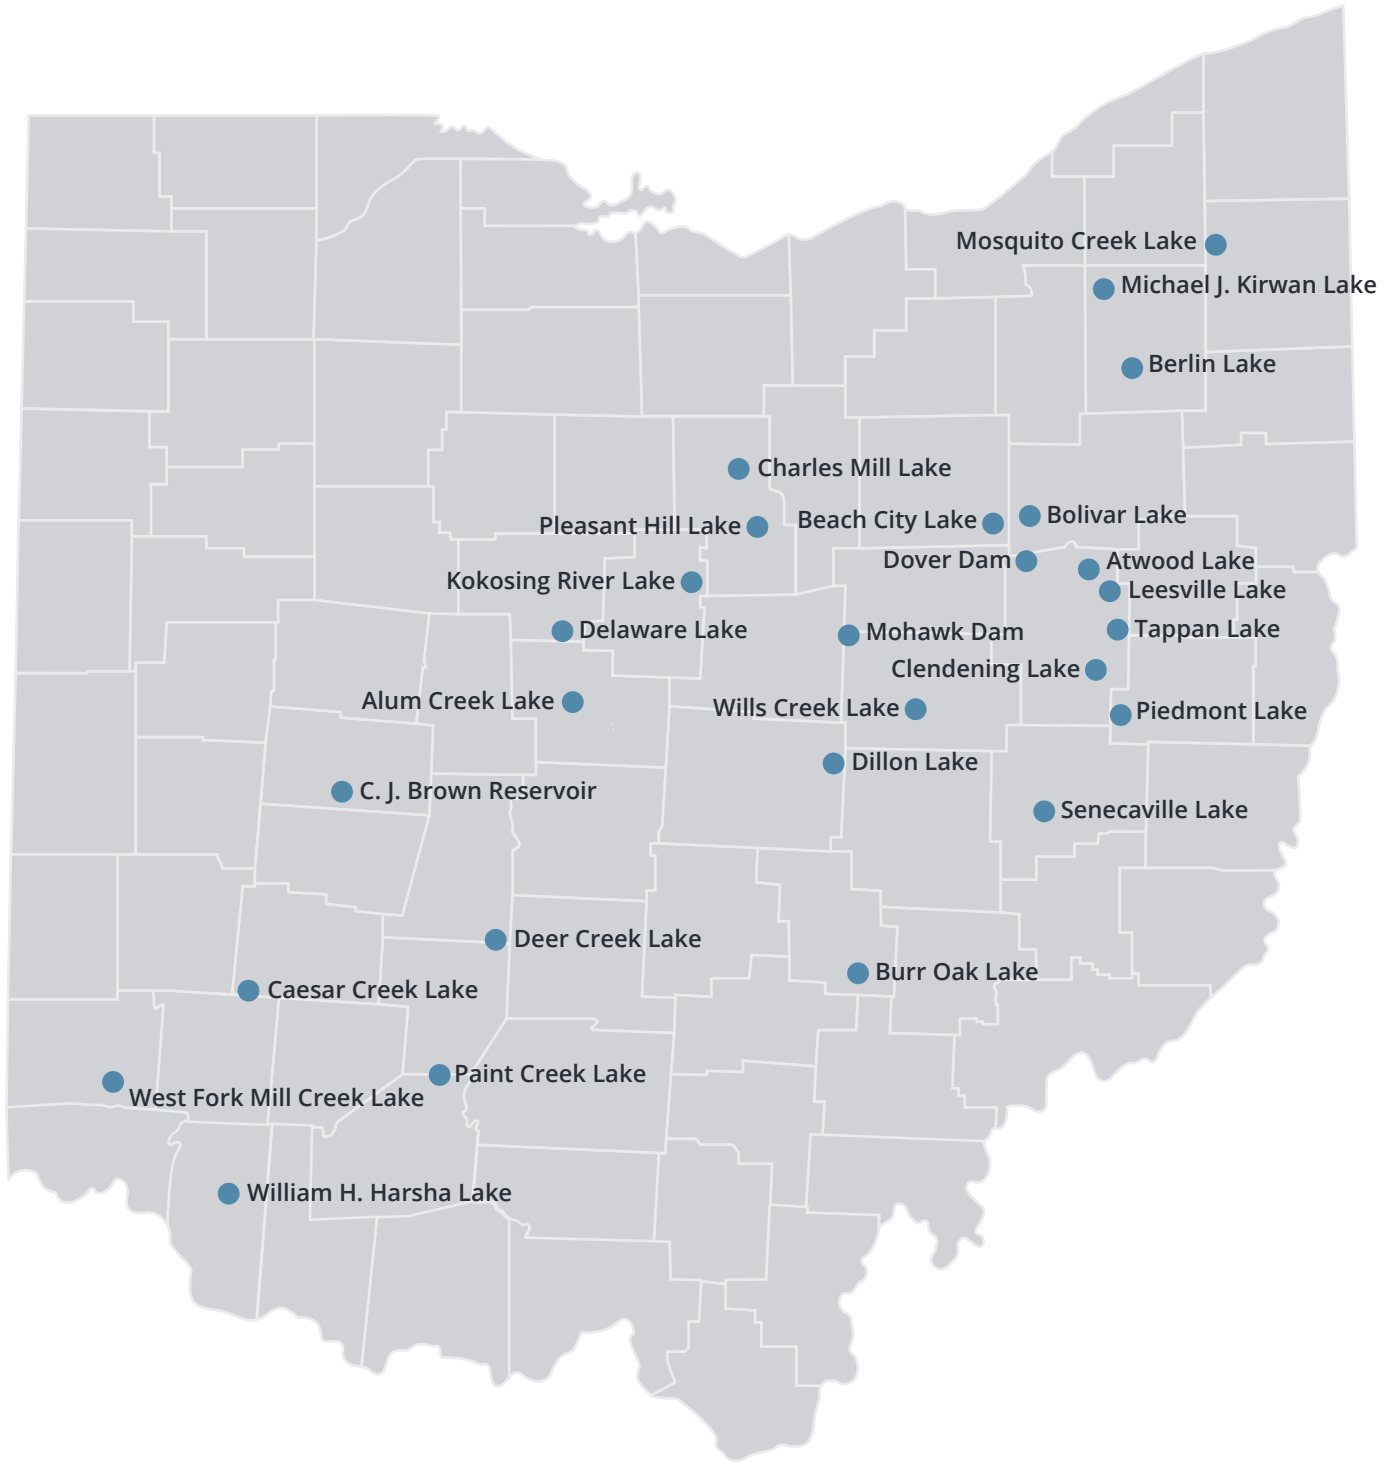 Mosquito Creek Lake
Michael J. Kirwan Lake
Berlin Lake
Charles Mill Lake
Bolivar Lake
Beach City Lake
Pleasant Hill Lake
Dover Dam
Atwood Lake
Kokosing River Lake
Leesville Lake
Tappan Lake
Delaware Lake
Mohawk Dam
Clendening Lake
Alum Creek Lake
Wills Creek Lake
Piedmont Lake
Dillon Lake
C. J. Brown Reservoir
Senecaville Lake
Deer Creek Lake
Burr Oak Lake
Caesar Creek Lake
Paint Creek Lake
West Fork Mill Creek Lake
William H. Harsha Lake